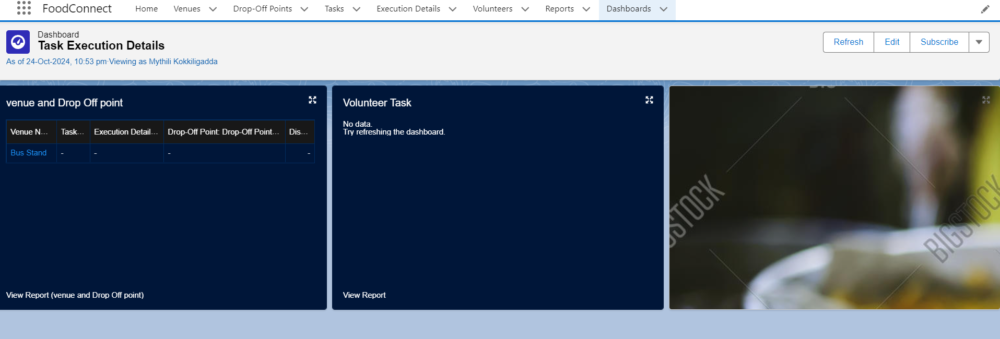 FoodConnect Home Venues Drop-Off Points Tasks Execution Details Volunteers Reports Dashboards
Dashboard
Task Execution Details
Refresh Edit Subscribe
As of 24-Oct-2024, 10:53 pm·Viewing as Mythili Kokkiligadda
venue and Drop Off point
Venue N... Task... Execution Detail... Drop-Off Point: Drop-Off Point... Dis...
Bus Stand - - - -
View Report (venue and Drop Off point)
Volunteer Task
No data.
Try refreshing the dashboard.
View Report
GSTOCK
BIGSTOCK